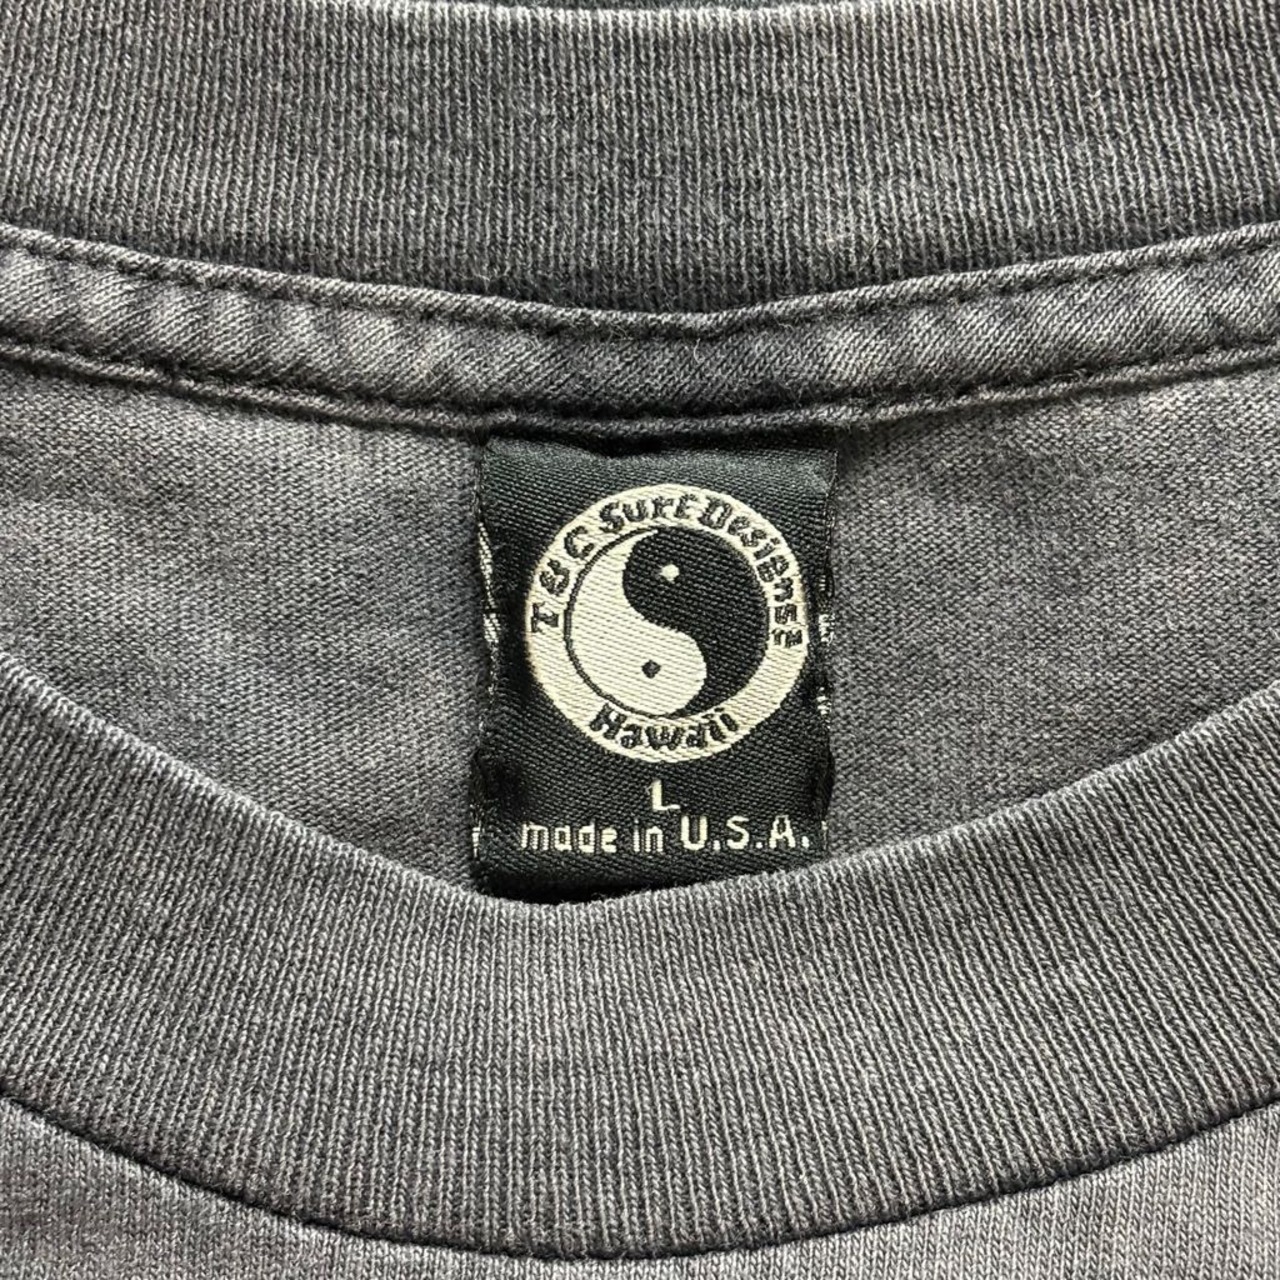 T&C Surf Designs!
Hawaii
L
made in U.S.A.